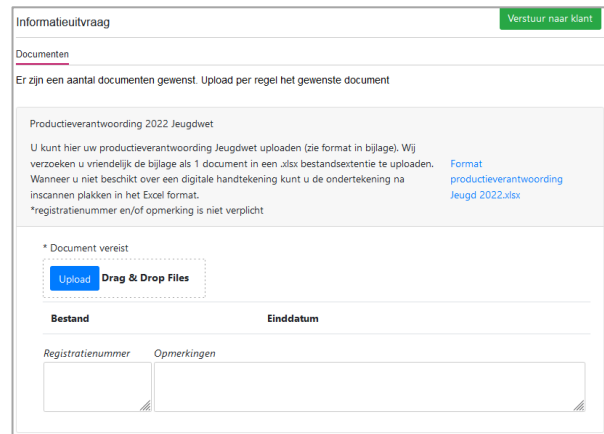 Informatieuitvraag
Verstuur naar klant
Documenten
Er zijn een aantal documenten gewenst. Upload per regel het gewenste document
Productieverantwoording 2022 Jeugdwet
U kunt hier uw productieverantwoording Jeugdwet uploaden (zie format in bijlage). Wij
verzoeken u vriendelijk de bijlage als 1 document in een .xlsx bestandsextentie te uploaden.
Wanneer u niet beschikt over een digitale handtekening kunt u de ondertekening na
inscannen plakken in het Excel format.
*registratienummer en/of opmerking is niet verplicht
Format
productieverantwoording
Jeugd 2022.xlsx
* Document vereist
Upload Drag & Drop Files
Bestand Einddatum
Registratienummer Opmerkingen